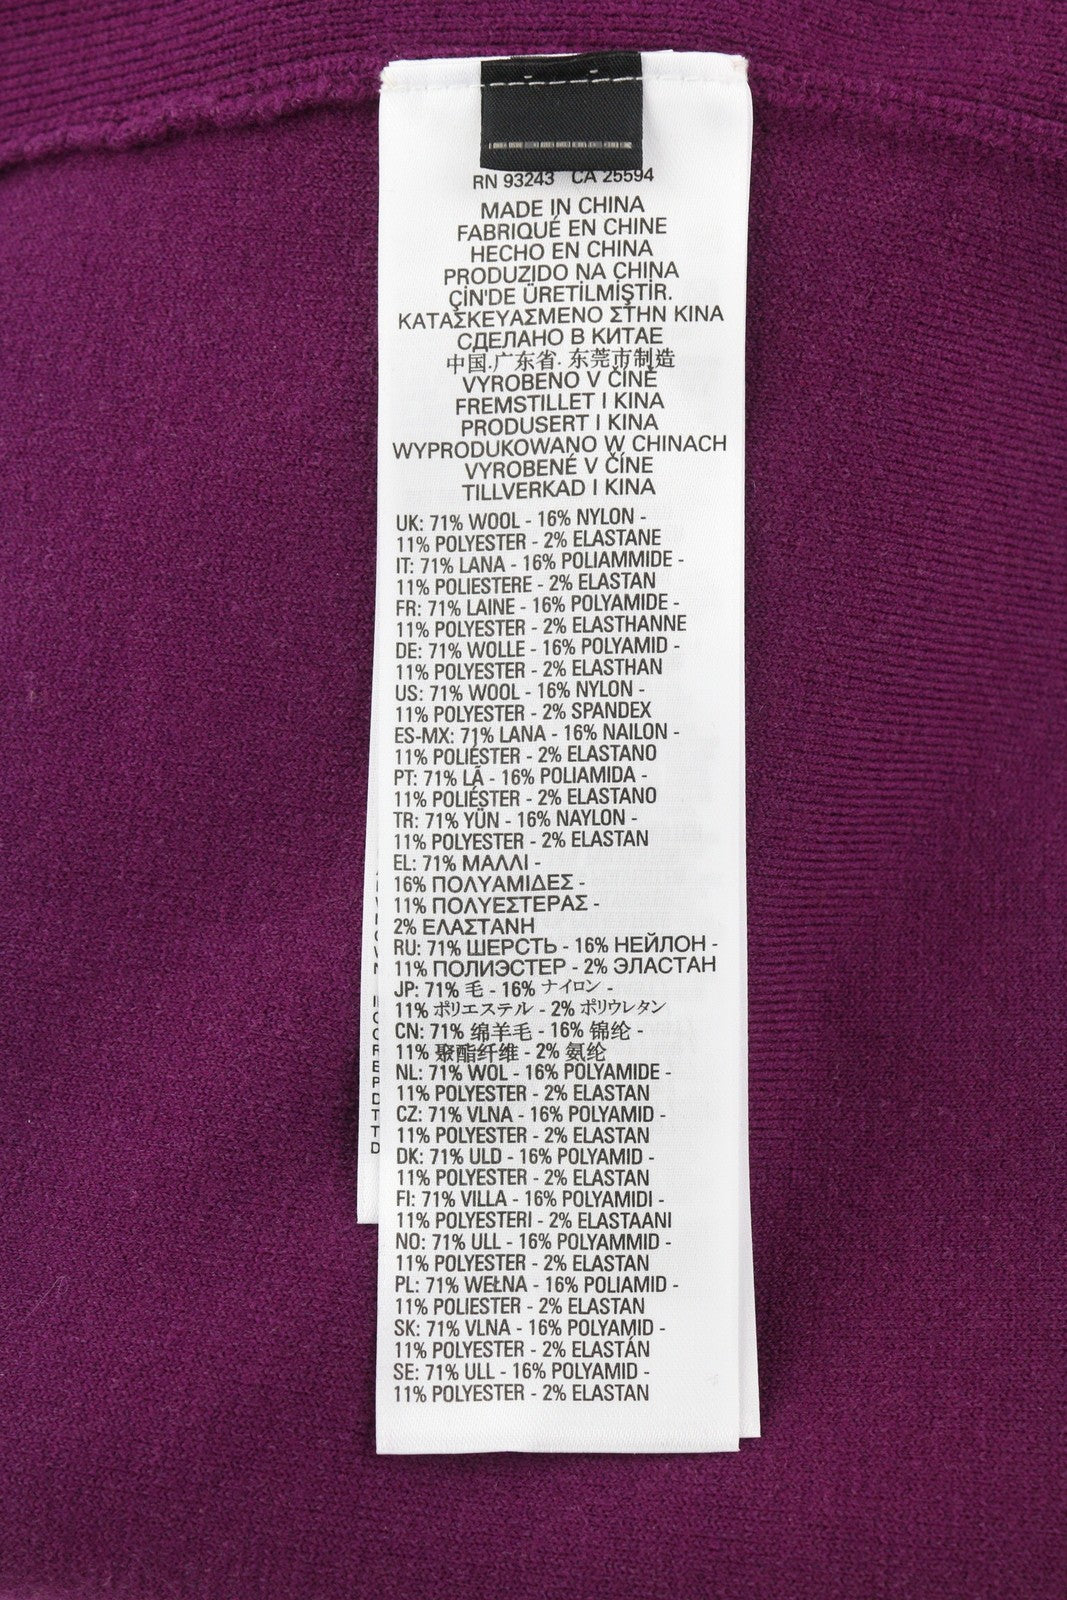 RN 93243 CA 25594
MADE IN CHINA
FABRIQUÉ EN CHINE
HECHO EN CHINA
PRODUZIDO NA CHINA
ÇİN'DE ÜRETİLMİŞTİR.
ΚΑΤΑΣΚΕΥΑΣΜΕΝΟ ΣΤΗΝ ΚΙΝΑ
СДЕЛАНО В КИТАЕ
中国.广东省.东莞市制造
VYROBENO V ČÍNĚ
FREMSTILLET I KINA
PRODUSERT I KINA
WYPRODUKOWANO W CHINACH
VYROBENÉ V ČÍNE
TILLVERKAD I KINA
UK: 71% WOOL - 16% NYLON -
11% POLYESTER - 2% ELASTANE
IT: 71% LANA - 16% POLIAMMIDE -
11% POLIESTERE - 2% ELASTAN
FR: 71% LAINE - 16% POLYAMIDE -
11% POLYESTER - 2% ELASTHANNE
DE: 71% WOLLE - 16% POLYAMID -
11% POLYESTER - 2% ELASTHAN
US: 71% WOOL - 16% NYLON -
11% POLYESTER - 2% SPANDEX
ES-MX: 71% LANA - 16% NAILON -
11% POLIÉSTER - 2% ELASTANO
PT: 71% LÃ - 16% POLIAMIDA -
11% POLIÉSTER - 2% ELASTANO
TR: 71% YÜN - 16% NAYLON -
11% POLYESTER - 2% ELASTAN
EL: 71% ΜΑΛΛΙ -
16% ΠΟΛΥΑΜΙΔΕΣ -
11% ΠΟΛΥΕΣΤΕΡΑΣ -
2% ΕΛΑΣΤΑΝΗ
RU: 71% ШЕРСТЬ - 16% НЕЙЛОН -
11% ПОЛИЭСТЕР - 2% ЭЛАСТАН
JP: 71% 毛 - 16% ナイロン -
11% ポリエステル - 2% ポリウレタン
CN: 71% 绵羊毛 - 16% 锦纶 -
11% 聚酯纤维 - 2% 氨纶
NL: 71% WOL - 16% POLYAMIDE -
11% POLYESTER - 2% ELASTAN
CZ: 71% VLNA - 16% POLYAMID -
11% POLYESTER - 2% ELASTAN
DK: 71% ULD - 16% POLYAMID -
11% POLYESTER - 2% ELASTAN
FI: 71% VILLA - 16% POLYAMIDI -
11% POLYESTERI - 2% ELASTAANI
NO: 71% ULL - 16% POLYAMMID -
11% POLYESTER - 2% ELASTAN
PL: 71% WEŁNA - 16% POLIAMID -
11% POLIESTER - 2% ELASTAN
SK: 71% VLNA - 16% POLYAMID -
11% POLYESTER - 2% ELASTÁN
SE: 71% ULL - 16% POLYAMID -
11% POLYESTER - 2% ELASTAN